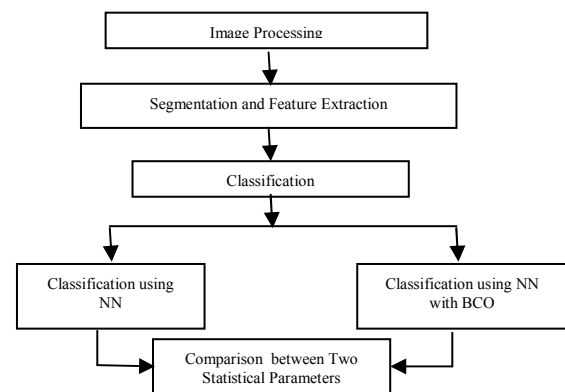 Image Processing
Segmentation and Feature Extraction
Classification
Classification using
NN
Classification using NN
with BCO
Comparison between Two
Statistical Parameters